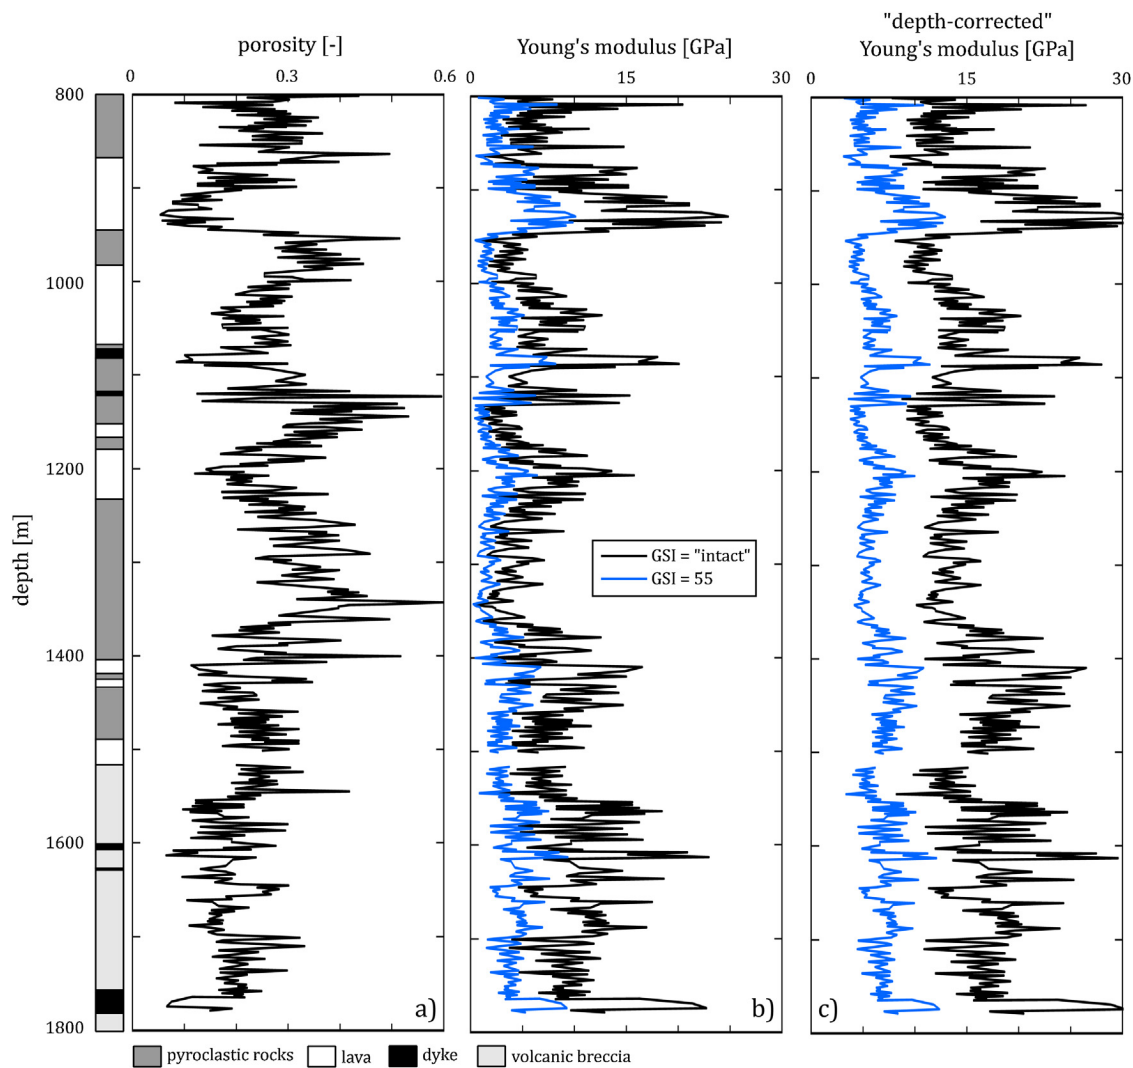 "depth-corrected"
porosity [-]
Young's modulus [GPa]
Young's modulus [GPa]
0
0.3
0.6
0
15
30
0
15
30
800
1000
1200
1400
1600
1800
depth [m]
GSI = "intact"
GSI = 55
a)
b)
c)
pyroclastic rocks
lava
dyke
volcanic breccia